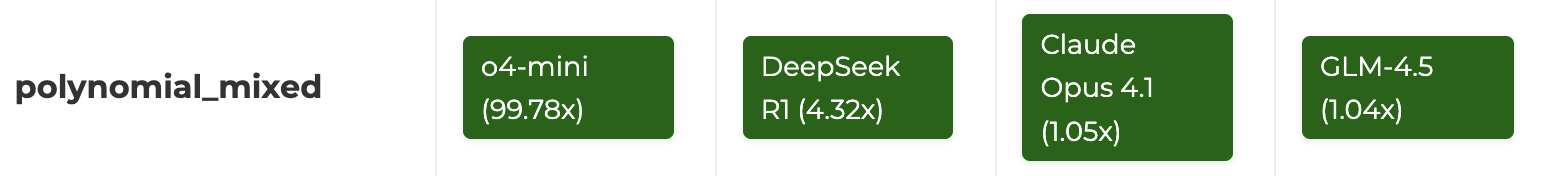 polynomial_mixed
o4-mini
(99.78x)
DeepSeek
R1 (4.32x)
Claude
Opus 4.1
(1.05x)
GLM-4.5
(1.04x)